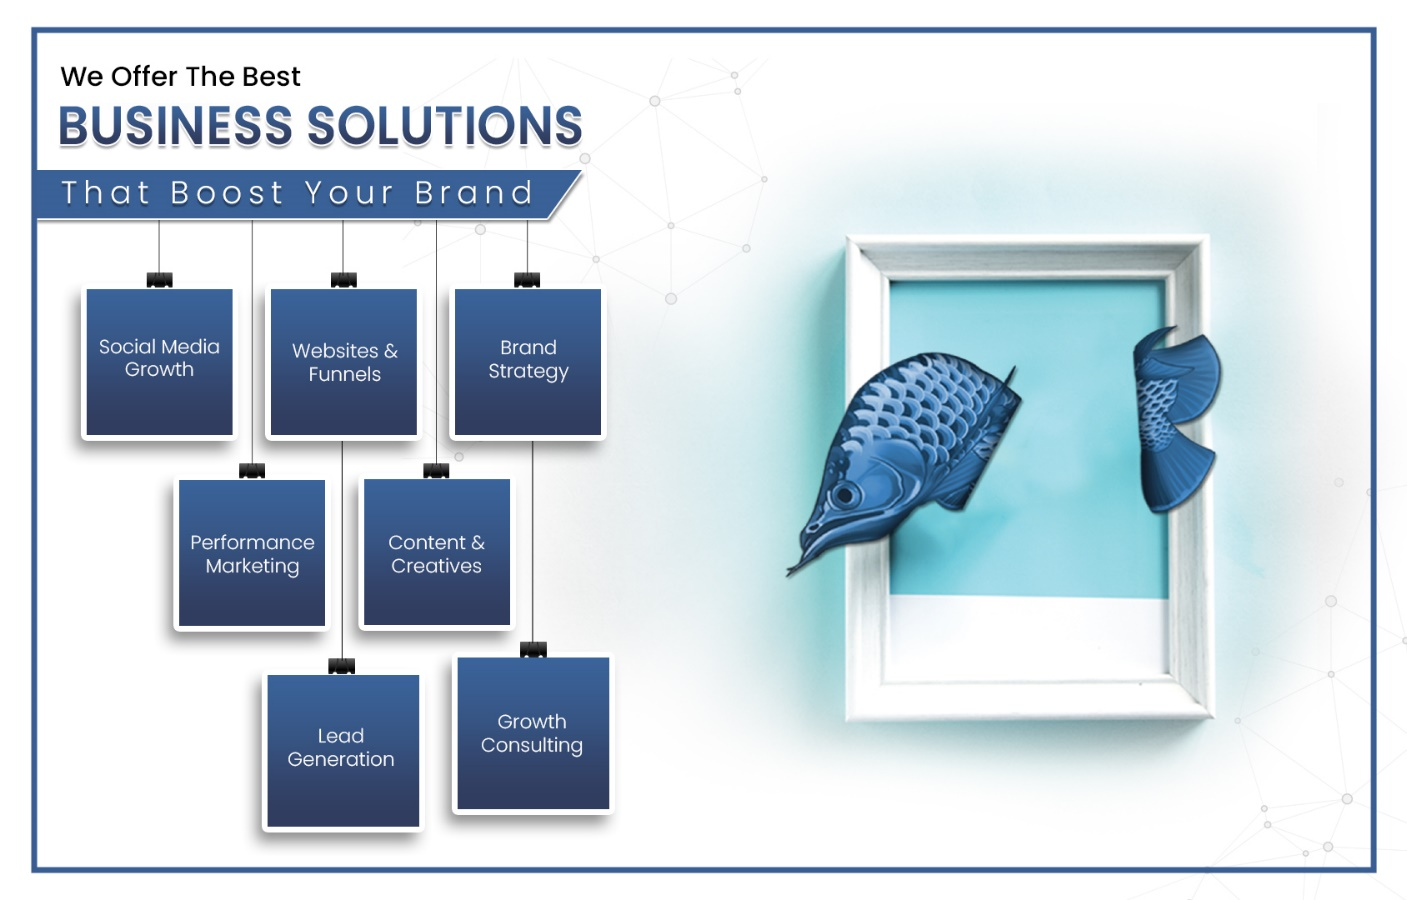 We Offer The Best
BUSINESS SOLUTIONS
That Boost Your Brand
Social Media
Growth
Websites &
Funnels
Brand
Strategy
Performance
Marketing
Content &
Creatives
Lead
Generation
Growth
Consulting